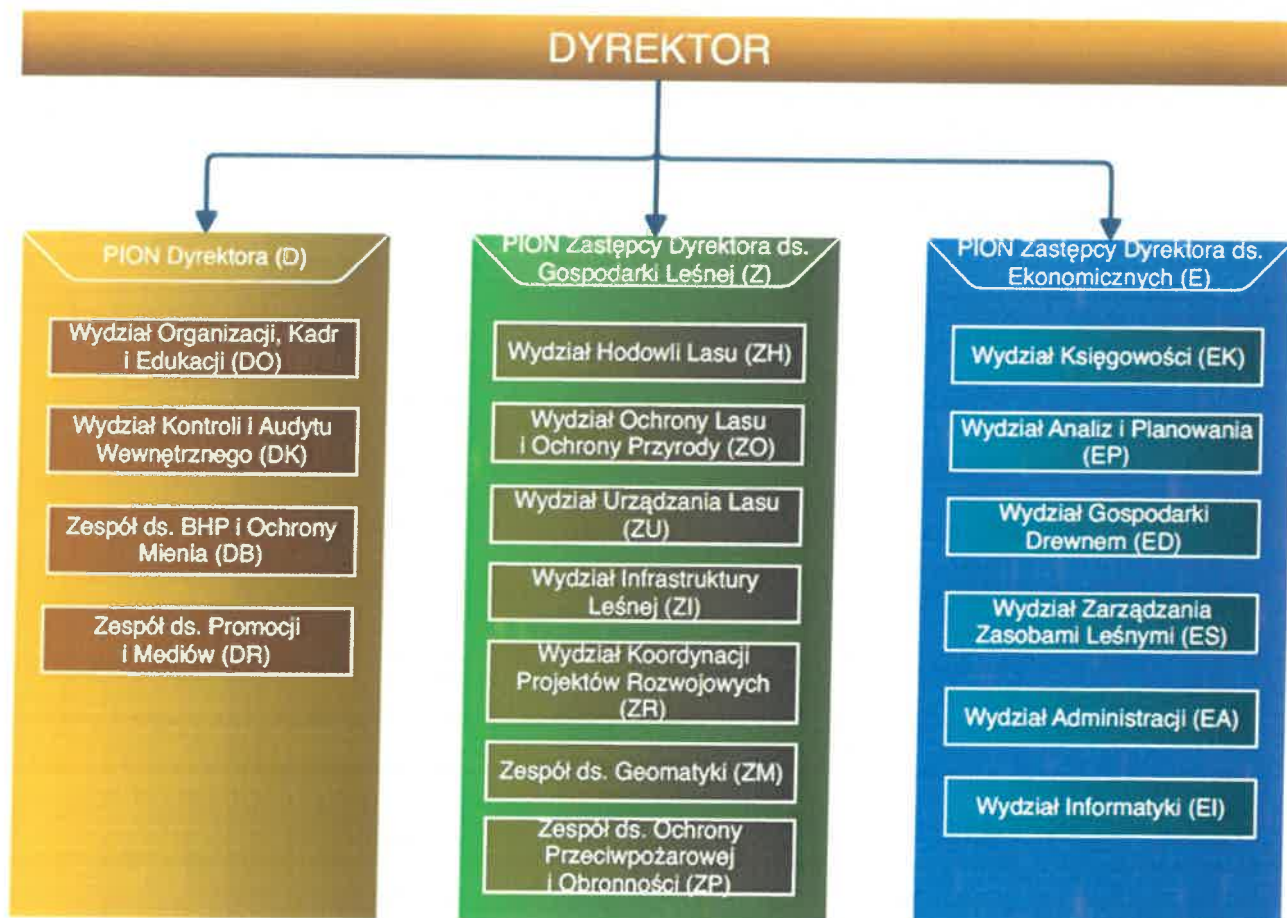 DYREKTOR
PION Dyrektora (D)
Wydział Organizacji, Kadr
i Edukacji (DO)
Wydział Kontroli i Audytu
Wewnętrznego (DK)
Zespół ds. BHP i Ochrony
Mienia (DB)
Zespół ds. Promocji
i Mediów (DR)
PION Zastępcy Dyrektora ds.
Gospodarki Leśnej (Z)
Wydział Hodowli Lasu (ZH)
Wydział Ochrony Lasu
i Ochrony Przyrody (ZO)
Wydział Urządzania Lasu
(ZU)
Wydział Infrastruktury
Leśnej (ZI)
Wydział Koordynacji
Projektów Rozwojowych
(ZR)
Zespół ds. Geomatyki (ZM)
Zespół ds. Ochrony
Przeciwpożarowej
i Obronności (ZP)
PION Zastępcy Dyrektora ds.
Ekonomicznych (E)
Wydział Księgowości (EK)
Wydział Analiz i Planowania
(EP)
Wydział Gospodarki
Drewnem (ED)
Wydział Zarządzania
Zasobami Leśnymi (ES)
Wydział Administracji (EA)
Wydział Informatyki (EI)